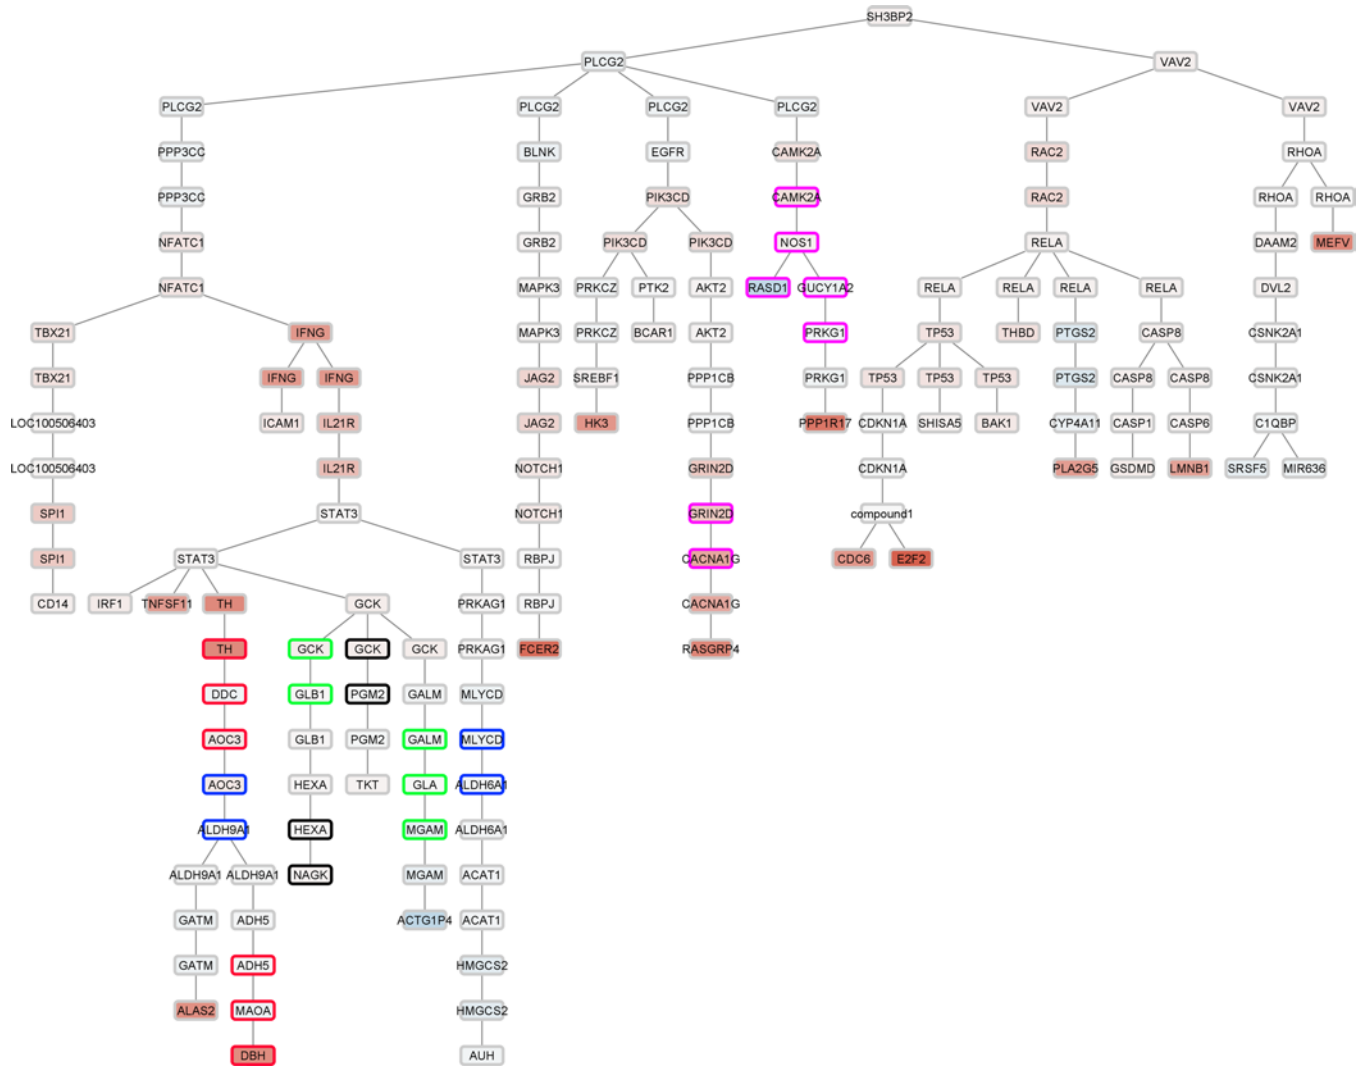 SH3BP2
PLCG2 VAV2
PLCG2 PLCG2 PLCG2 PLCG2 VAV2 VAV2
PPP3CC BLNK EGFR CAMK2A RAC2 RHOA
PPP3CC GRB2 PIK3CD CAMK2A RAC2 RHOA RHOA
NFATC1 GRB2 PIK3CD PIK3CD NOS1 RELA DAAM2 MEFV
NFATC1 MAPK3 PRKCZ PTK2 AKT2 RASD1 GUCY1A2 RELA RELA RELA RELA DVL2
TBX21 IFNG MAPK3 PRKCZ BCAR1 AKT2 PRKG1 TP53 THBD PTGS2 CASP8 CSNK2A1
TBX21 IFNG IFNG JAG2 SREBF1 PPP1CB PRKG1 TP53 TP53 TP53 PTGS2 CASP8 CASP8 CSNK2A1
LOC100506403 ICAM1 IL21R JAG2 HK3 PPP1CB PPP1R17 CDKN1A SHISA5 BAK1 CYP4A11 CASP1 CASP6 C1QBP
LOC100506403 IL21R NOTCH1 GRIN2D CDKN1A PLA2G5 GSDMD LMNB1 SRSF5 MIR636
SPI1 STAT3 NOTCH1 GRIN2D compound1
SPI1 STAT3 STAT3 RBPJ CACNA1G CDC6 E2F2
CD14 IRF1 TNFSF11 TH GCK PRKAG1 RBPJ CACNA1G
TH GCK GCK GCK PRKAG1 FCER2 RASGRP4
DDC GLB1 PGM2 GALM MLYCD
AOC3 GLB1 PGM2 GALM MLYCD
AOC3 HEXA TKT GLA ALDH6A1
ALDH9A1 HEXA MGAM ALDH6A1
ALDH9A1 ALDH9A1 NAGK MGAM ACAT1
GATM ADH5 ACTG1P4 ACAT1
GATM ADH5 HMGCS2
ALAS2 MAOA HMGCS2
DBH AUH